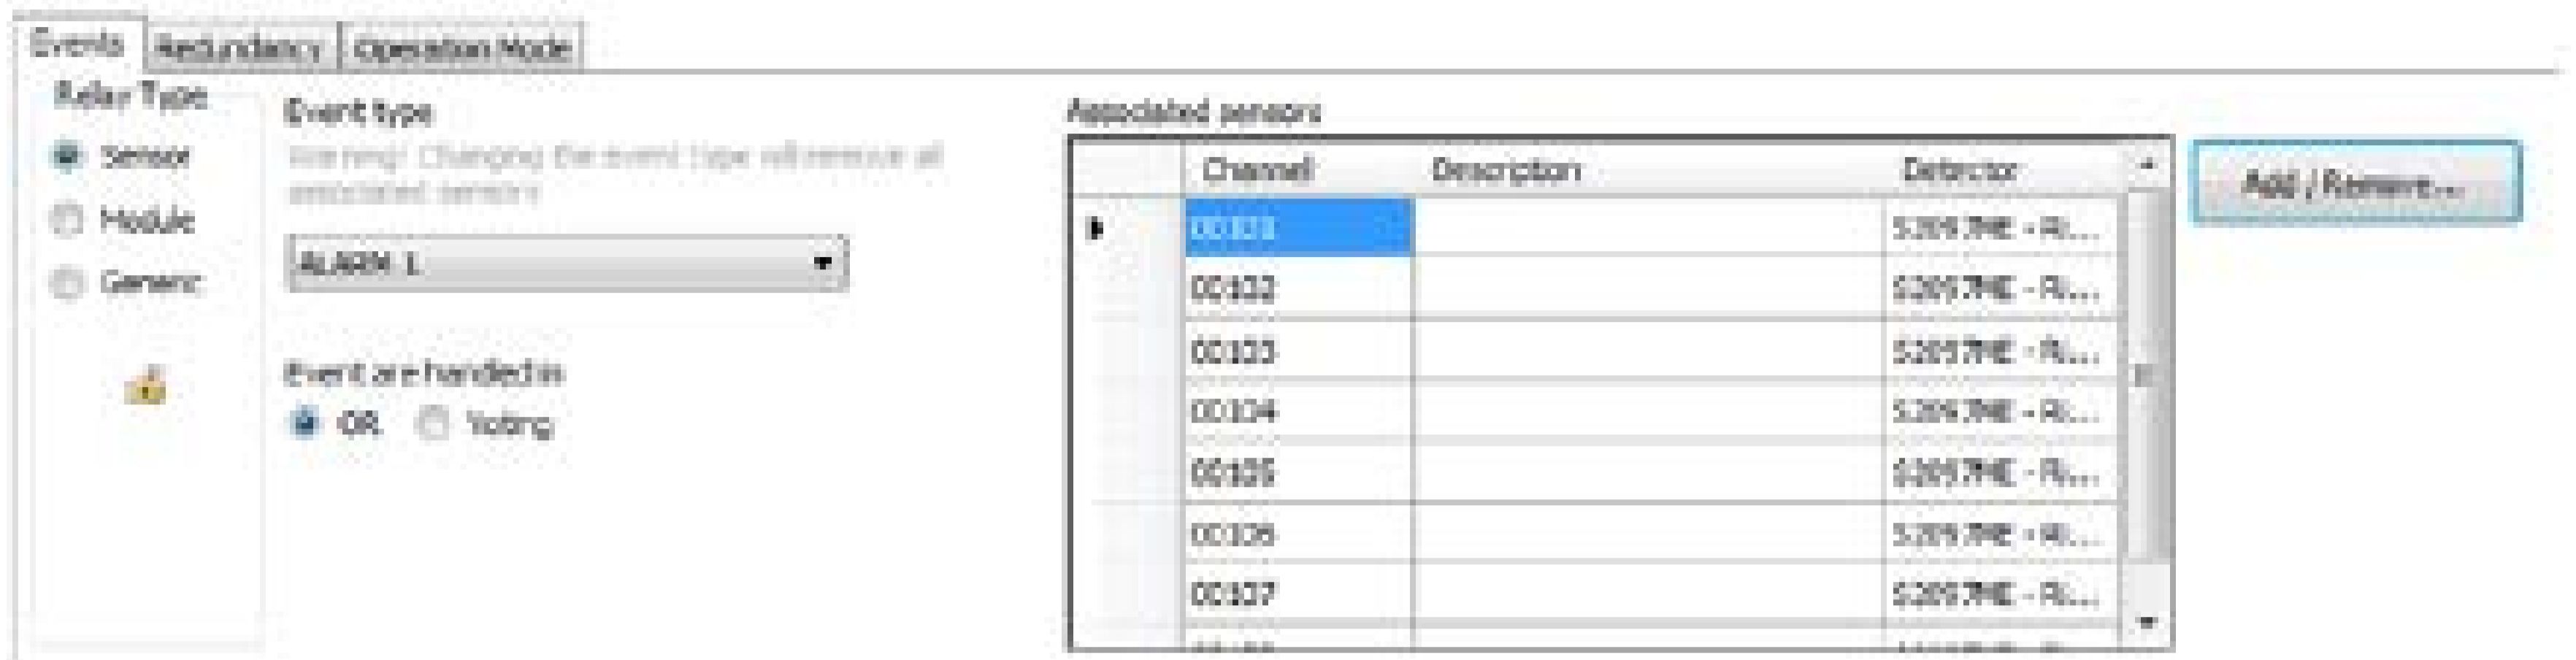 Events Redundancy Operation Mode
Relay Type
Sensor
Module
Generic
Event type
Warning! Changing the event type will remove all
associated sensors
ALARM 1
Event are handled in
OR Voting
Associated sensors
Channel Description Detector
00101
00102
00103
00104
00105
00106
00107
Add / Remove...